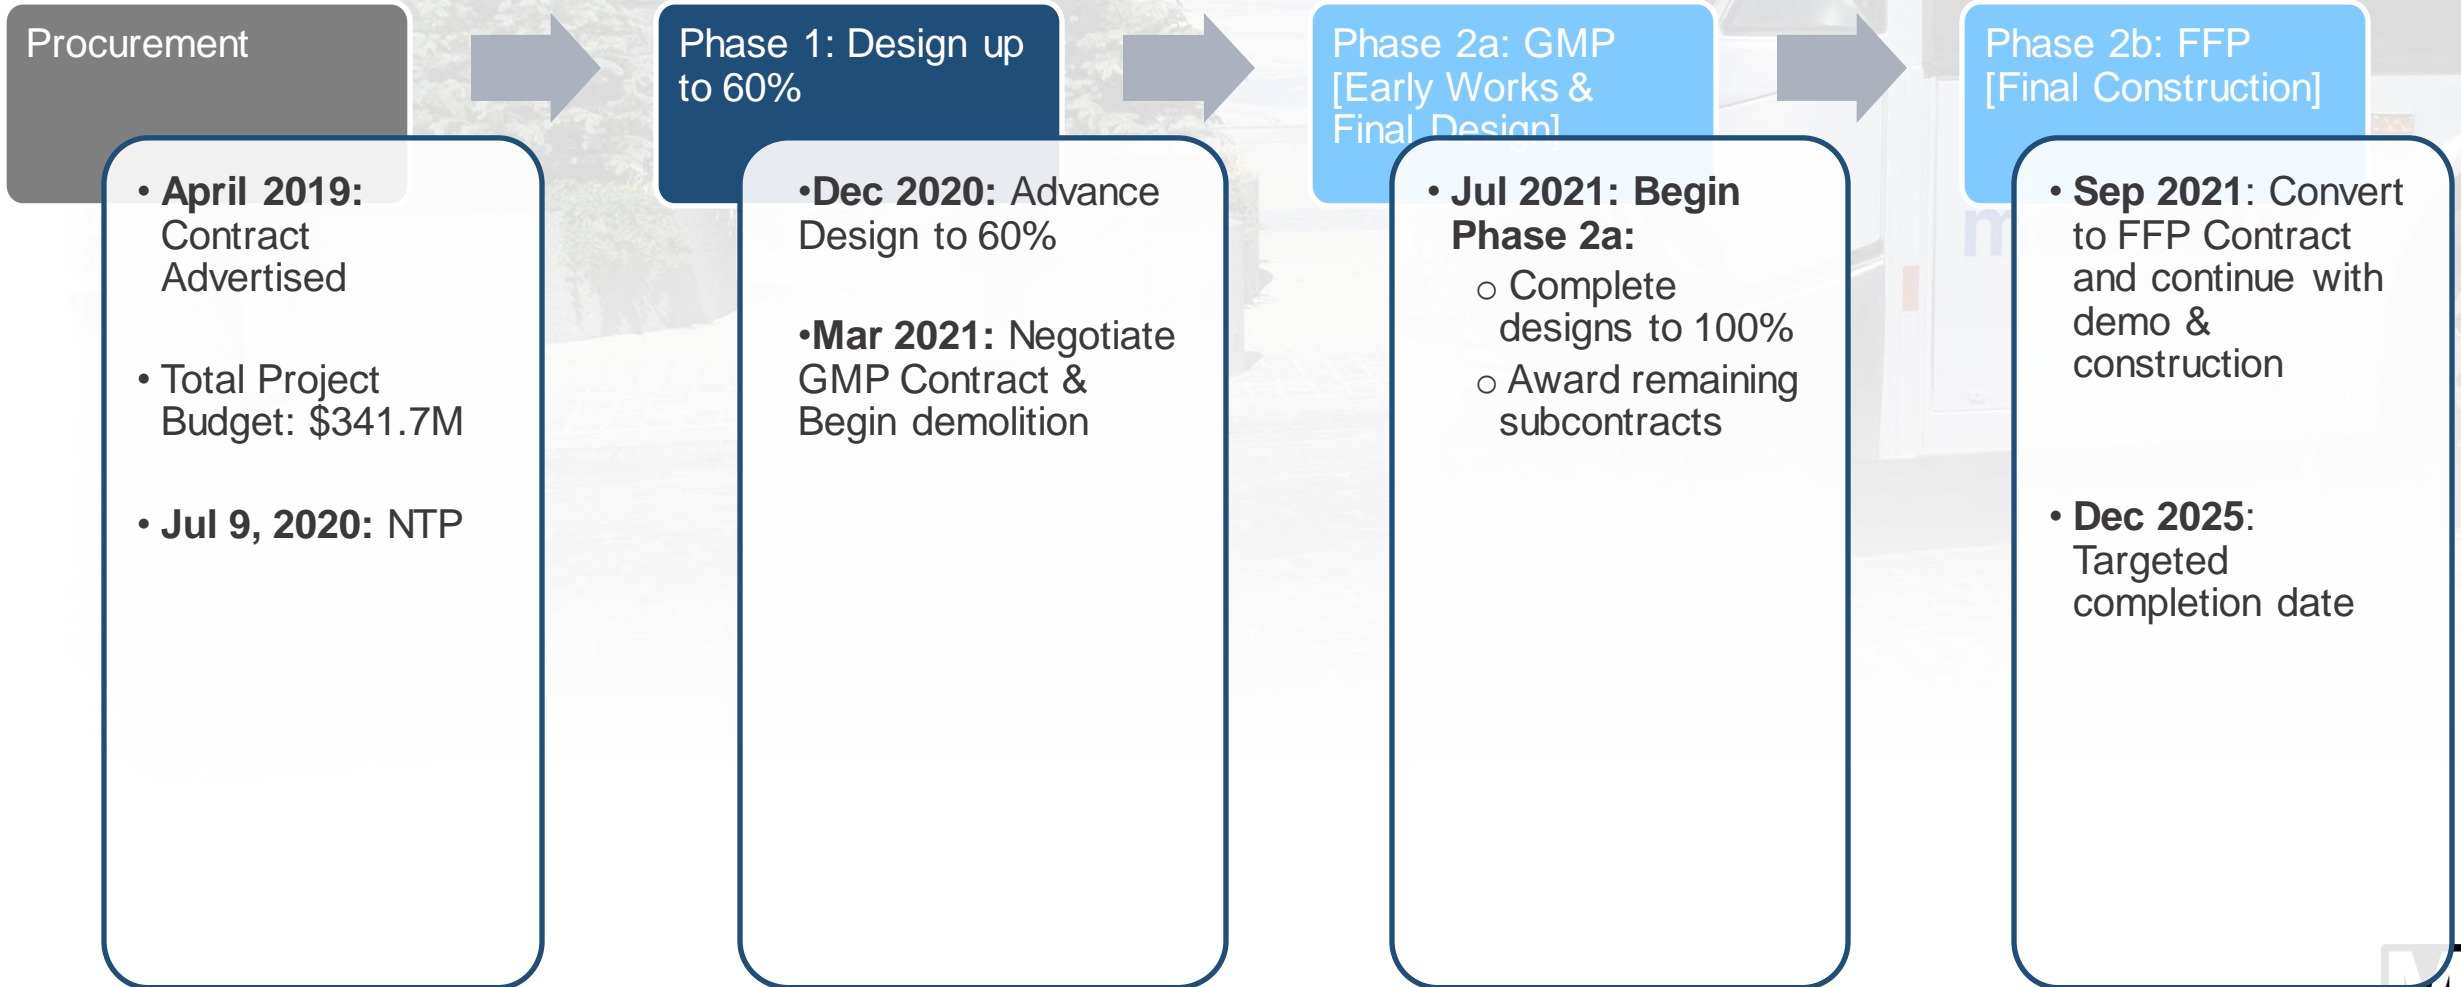 Procurement
• April 2019:
Contract
Advertised
• Total Project
Budget: $341.7M
• Jul 9, 2020: NTP
Phase 1: Design up
to 60%
•Dec 2020: Advance
Design to 60%
•Mar 2021: Negotiate
GMP Contract &
Begin demolition
Phase 2a: GMP
[Early Works &
Final Design]
• Jul 2021: Begin
Phase 2a:
o Complete
designs to 100%
o Award remaining
subcontracts
Phase 2b: FFP
[Final Construction]
• Sep 2021: Convert
to FFP Contract
and continue with
demo &
construction
• Dec 2025:
Targeted
completion date